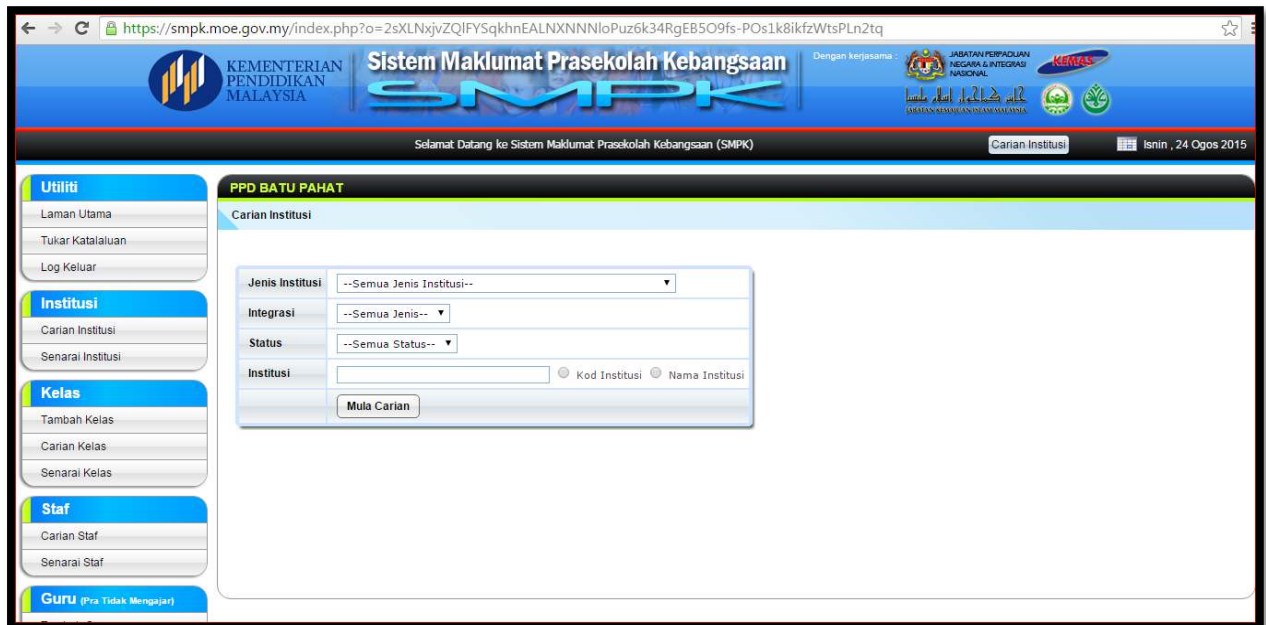 https://smpk.moe.gov.my/index.php?o=2sXLNxjvZQlFYSqkhnEALNXNNNloPuz6k34RgEB5O9fs-POs1k8ikfzWtsPLn2tq
KEMENTERIAN
PENDIDIKAN
MALAYSIA
Sistem Maklumat Prasekolah Kebangsaan
SMPK
Dengan kerjasama :
JABATAN PERPADUAN
NEGARA & INTEGRASI
NASIONAL
KEMAS
JABATAN KEMAJUAN ISLAM MALAYSIA
Selamat Datang ke Sistem Maklumat Prasekolah Kebangsaan (SMPK)
Carian Institusi
Isnin , 24 Ogos 2015
Utiliti
Laman Utama
Tukar Katalaluan
Log Keluar
Institusi
Carian Institusi
Senarai Institusi
Kelas
Tambah Kelas
Carian Kelas
Senarai Kelas
Staf
Carian Staf
Senarai Staf
Guru (Pra Tidak Mengajar)
PPD BATU PAHAT
Carian Institusi
Jenis Institusi --Semua Jenis Institusi--
Integrasi --Semua Jenis--
Status --Semua Status--
Institusi Kod Institusi Nama Institusi
Mula Carian